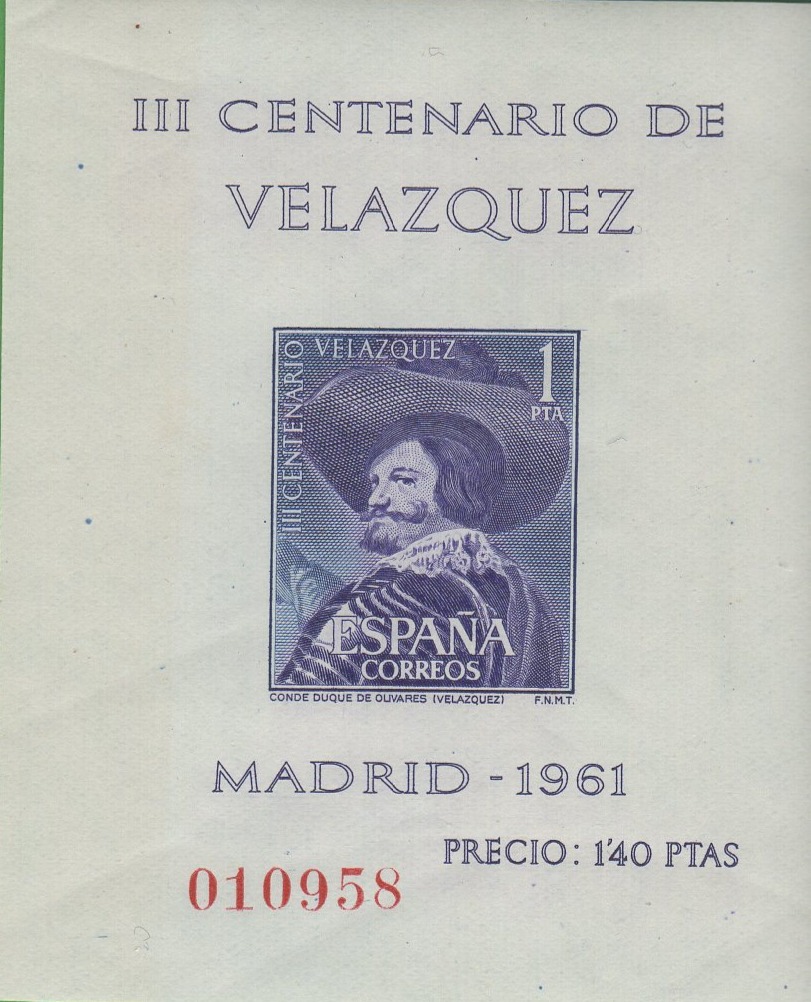 III CENTENARIO DE
VELAZQUEZ
III CENTENARIO
VELAZQUEZ
1
PTA
ESPAÑA
CORREOS
CONDE DUQUE DE OLIVARES (VELAZQUEZ) F.N.M.T.
MADRID - 1961
PRECIO: 1'40 PTAS
010958